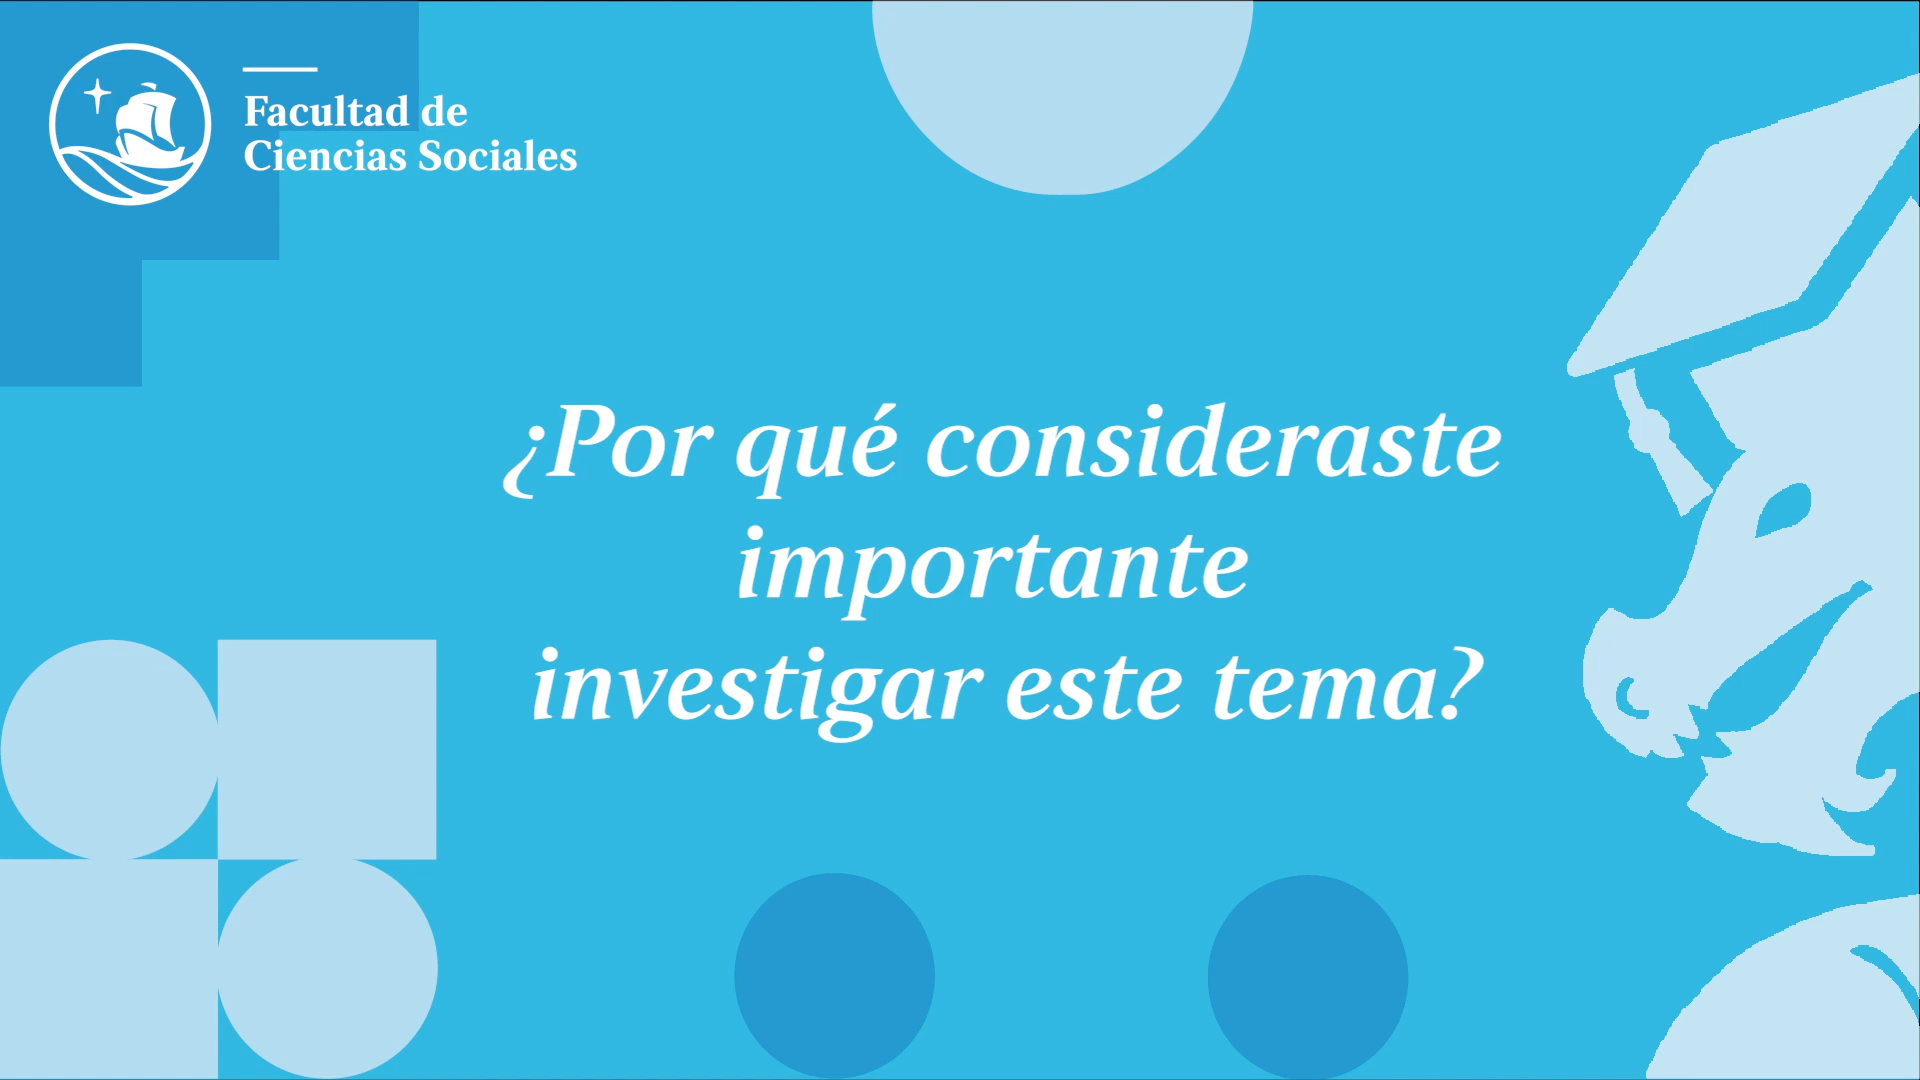 Facultad de
Ciencias Sociales
¿Por qué consideraste
importante
investigar este tema?